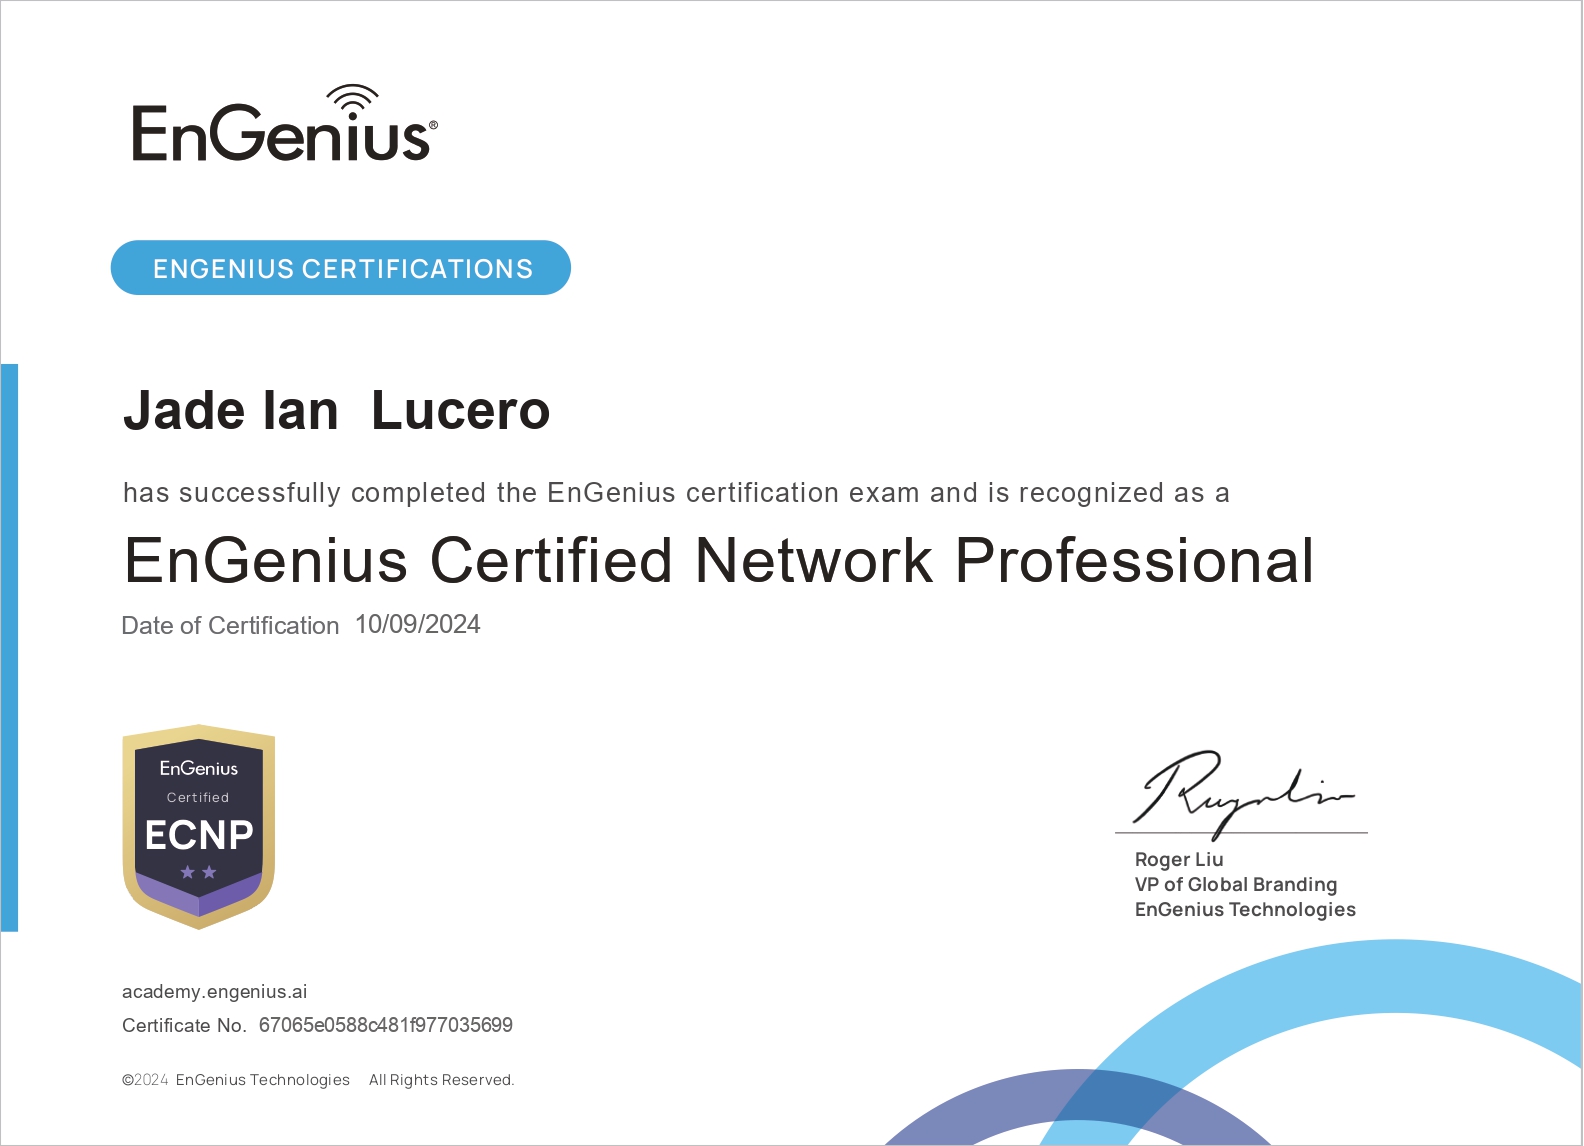 EnGenius®
ENGENIUS CERTIFICATIONS
Jade Ian Lucero
has successfully completed the EnGenius certification exam and is recognized as a
EnGenius Certified Network Professional
Date of Certification 10/09/2024
EnGenius
Certified
ECNP
Roger Liu
VP of Global Branding
EnGenius Technologies
academy.engenius.ai
Certificate No. 67065e0588c481f977035699
©2024 EnGenius Technologies All Rights Reserved.